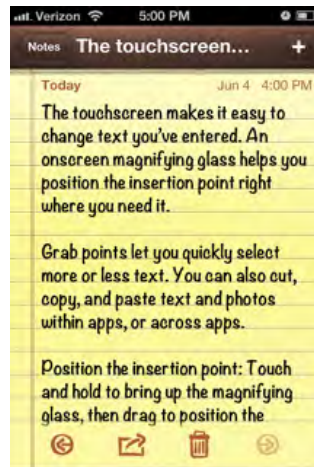 Verizon 5:00 PM
Notes The touchscreen... +
Today Jun 4 4:00 PM
The touchscreen makes it easy to
change text you've entered. An
onscreen magnifying glass helps you
position the insertion point right
where you need it.
Grab points let you quickly select
more or less text. You can also cut,
copy, and paste text and photos
within apps, or across apps.
Position the insertion point: Touch
and hold to bring up the magnifying
glass, then drag to position the